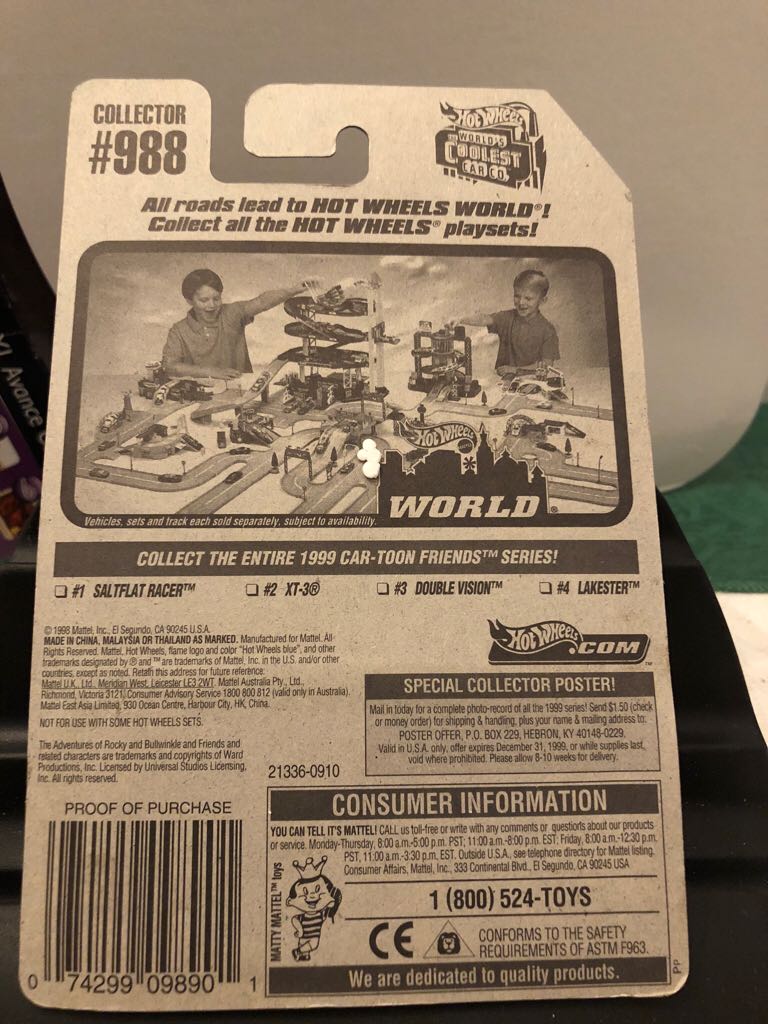 COLLECTOR
#988
HOT WHEELS
WORLD'S
COOLEST
CAR CO.
All roads lead to HOT WHEELS WORLD®!
Collect all the HOT WHEELS® playsets!
HOT WHEELS
WORLD®
Vehicles, sets and track each sold separately, subject to availability.
COLLECT THE ENTIRE 1999 CAR-TOON FRIENDS™ SERIES!
#1 SALTFLAT RACER™ #2 XT-3® #3 DOUBLE VISION™ #4 LAKESTER™
© 1998 Mattel, Inc., El Segundo, CA 90245 U.S.A.
MADE IN CHINA, MALAYSIA OR THAILAND AS MARKED. Manufactured for Mattel. All
Rights Reserved. Mattel, Hot Wheels, flame logo and color "Hot Wheels blue", and other
trademarks designated by ® and ™ are trademarks of Mattel, Inc. in the U.S. and/or other
countries, except as noted. Retain this address for future reference:
Mattel U.K., Ltd., Meridian West, Leicester LE3 2WT. Mattel Australia Pty., Ltd.,
Richmond, Victoria 3121. Consumer Advisory Service 1800 800 812 (valid only in Australia).
Mattel East Asia Limited, 930 Ocean Centre, Harbour City, HK, China.
NOT FOR USE WITH SOME HOT WHEELS SETS.
The Adventures of Rocky and Bullwinkle and Friends and
related characters are trademarks and copyrights of Ward
Productions, Inc. Licensed by Universal Studios Licensing,
Inc. All rights reserved.
21336-0910
HOT WHEELS.COM™
SPECIAL COLLECTOR POSTER!
Mail in today for a complete photo-record of all the 1999 series! Send $1.50 (check
or money order) for shipping & handling, plus your name & mailing address to:
POSTER OFFER, P.O. BOX 229, HEBRON, KY 40148-0229.
Valid in U.S.A. only, offer expires December 31, 1999, or while supplies last,
void where prohibited. Please allow 8-10 weeks for delivery.
PROOF OF PURCHASE
0 74299 09890 1
CONSUMER INFORMATION
YOU CAN TELL IT'S MATTEL! CALL us toll-free or write with any comments or questions about our products
or service. Monday-Thursday, 8:00 a.m.-5:00 p.m. PST; 11:00 a.m.-8:00 p.m. EST; Friday, 8:00 a.m.-12:30 p.m.
PST, 11:00 a.m.-3:30 p.m. EST. Outside U.S.A., see telephone directory for Mattel listing.
Consumer Affairs, Mattel, Inc., 333 Continental Blvd., El Segundo, CA 90245 USA
MATTY MATTEL™ toys
1 (800) 524-TOYS
CE
CONFORMS TO THE SAFETY
REQUIREMENTS OF ASTM F963.
We are dedicated to quality products.
PP
Avance